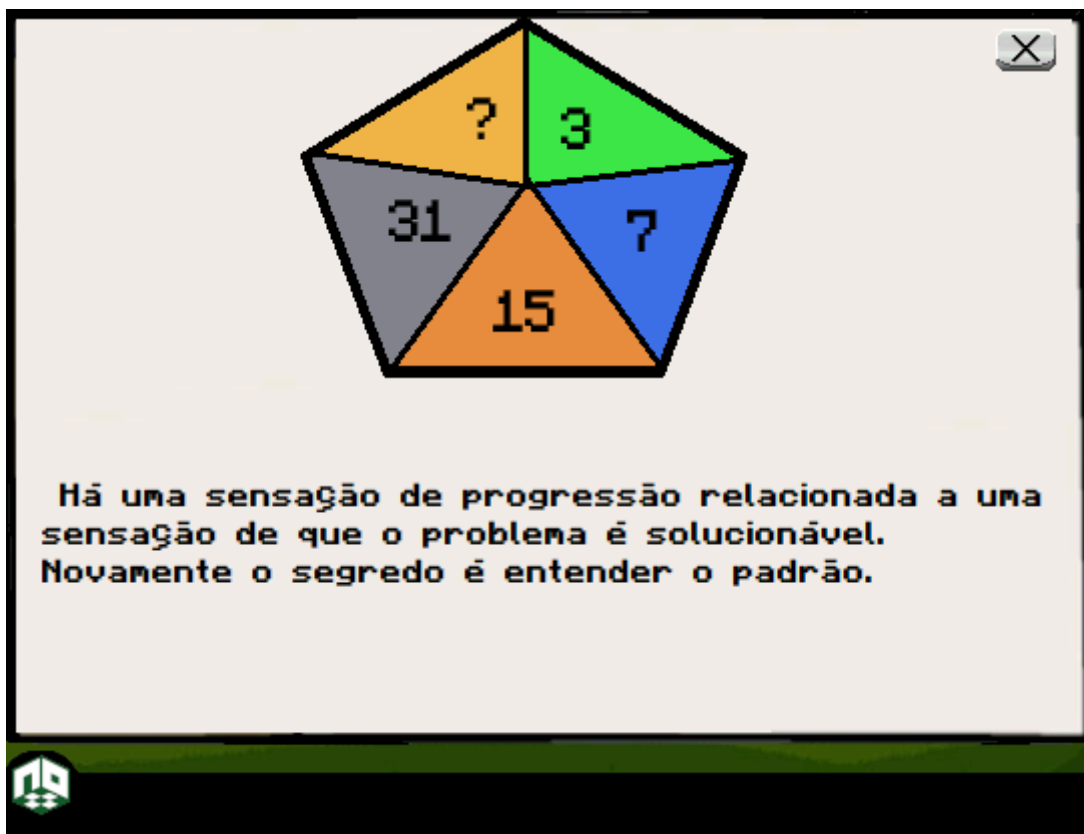 ?
3
31
7
15
Há uma sensação de progressão relacionada a uma
sensação de que o problema é solucionável.
Novamente o segredo é entender o padrão.